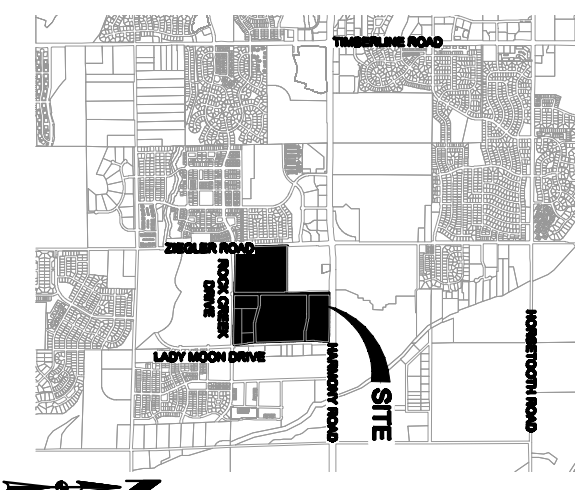 TIMBERLINE ROAD
ZIEGLER ROAD
ROCK CREEK
DRIVE
LADY MOON DRIVE
HARMONY ROAD
SITE
HORSETOOTH ROAD